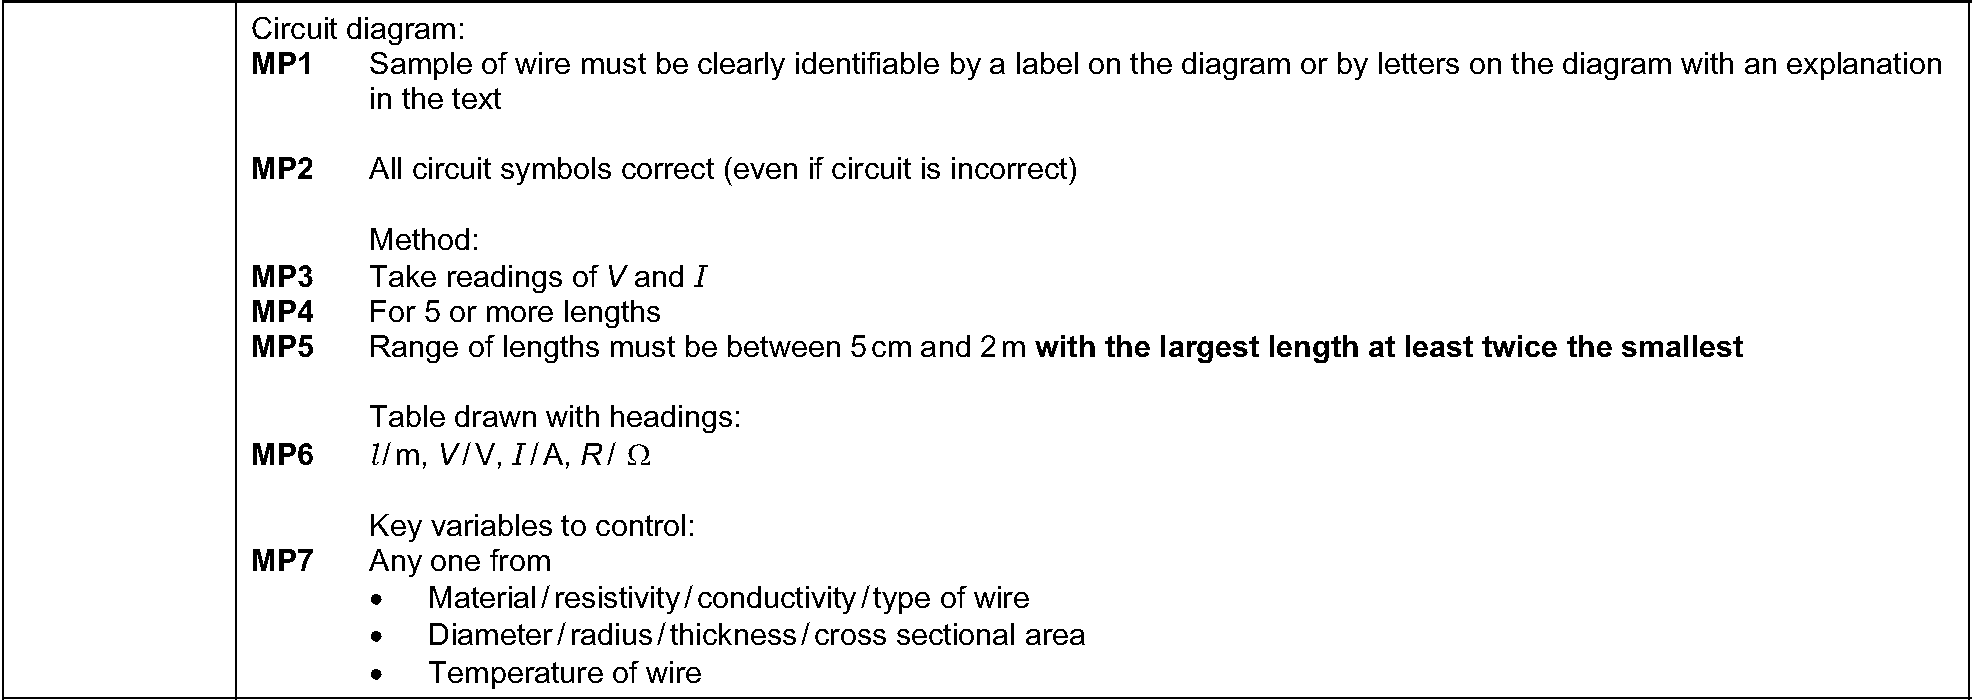 Circuit diagram:
MP1 Sample of wire must be clearly identifiable by a label on the diagram or by letters on the diagram with an explanation
in the text
MP2 All circuit symbols correct (even if circuit is incorrect)
Method:
MP3 Take readings of V and I
MP4 For 5 or more lengths
MP5 Range of lengths must be between 5 cm and 2 m with the largest length at least twice the smallest
Table drawn with headings:
MP6 l/m, V/V, I/A, R/ Ω
Key variables to control:
MP7 Any one from
• Material/resistivity/conductivity/type of wire
• Diameter/radius/thickness/cross sectional area
• Temperature of wire